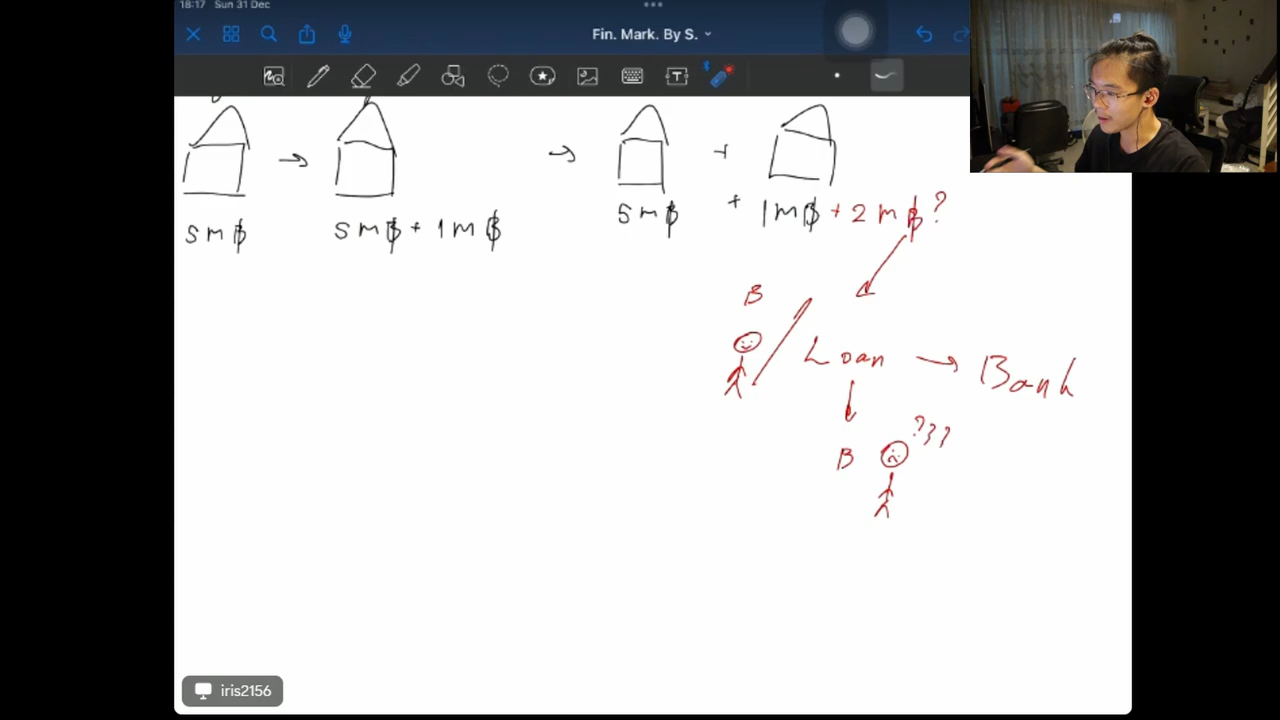 18:17 Sun 31 Dec
Fin. Mark. By S.
5 m฿ → 5 m฿ + 1 m฿ → 5 m฿ + 1 m฿ + 2 m฿ ?
B
Loan → Bank
B ???
iris2156